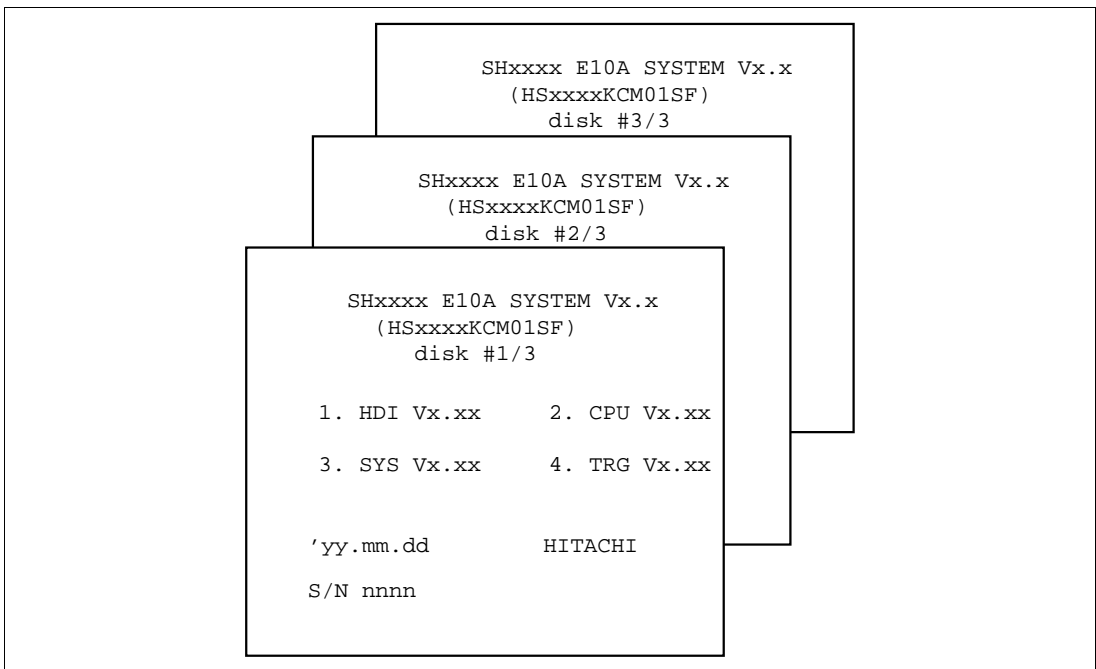 SHxxxx E10A SYSTEM Vx.x
(HSxxxxKCM01SF)
disk #3/3
SHxxxx E10A SYSTEM Vx.x
(HSxxxxKCM01SF)
disk #2/3
SHxxxx E10A SYSTEM Vx.x
(HSxxxxKCM01SF)
disk #1/3
1. HDI Vx.xx 2. CPU Vx.xx
3. SYS Vx.xx 4. TRG Vx.xx
’yy.mm.dd HITACHI
S/N nnnn